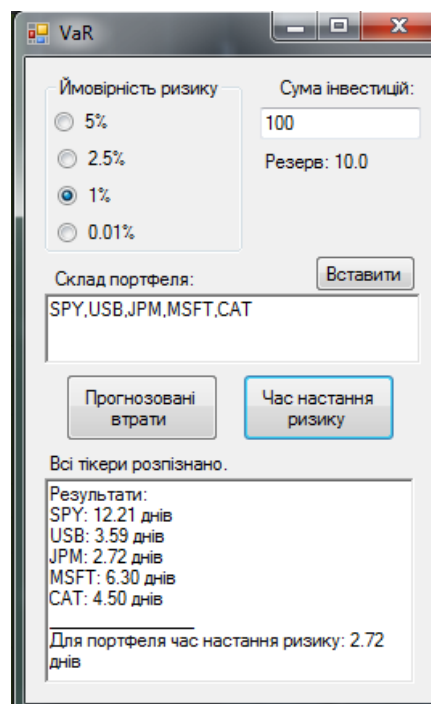 VaR
Ймовірність ризику
5%
2.5%
1%
0.01%
Сума інвестицій:
100
Резерв: 10.0
Склад портфеля:
Вставити
SPY,USB,JPM,MSFT,CAT
Прогнозовані
втрати
Час настання
ризику
Всі тікери розпізнано.
Результати:
SPY: 12.21 днів
USB: 3.59 днів
JPM: 2.72 днів
MSFT: 6.30 днів
CAT: 4.50 днів
Для портфеля час настання ризику: 2.72
днів